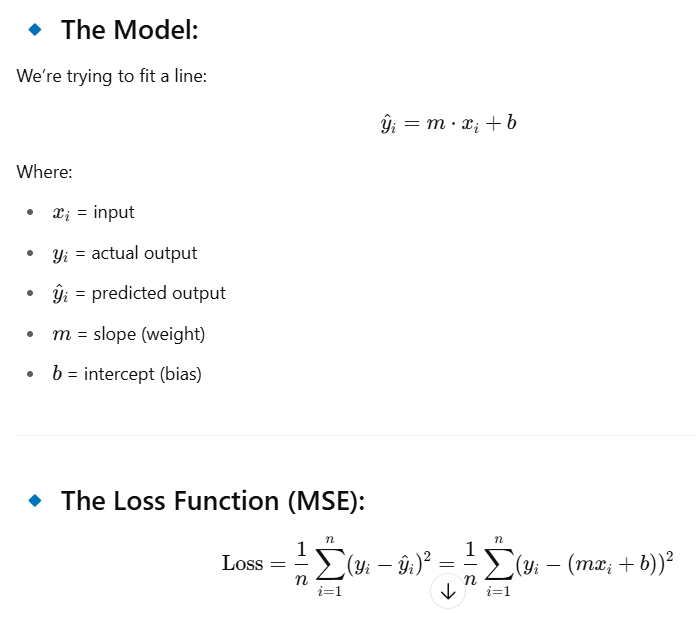 The Model:
We're trying to fit a line:
ŷᵢ = m · xᵢ + b
Where:
• xᵢ = input
• yᵢ = actual output
• ŷᵢ = predicted output
• m = slope (weight)
• b = intercept (bias)
The Loss Function (MSE):
Loss = 1/n ∑ᵢ₌₁ⁿ (yᵢ − ŷᵢ)² = 1/n ∑ᵢ₌₁ⁿ (yᵢ − (mxᵢ + b))²